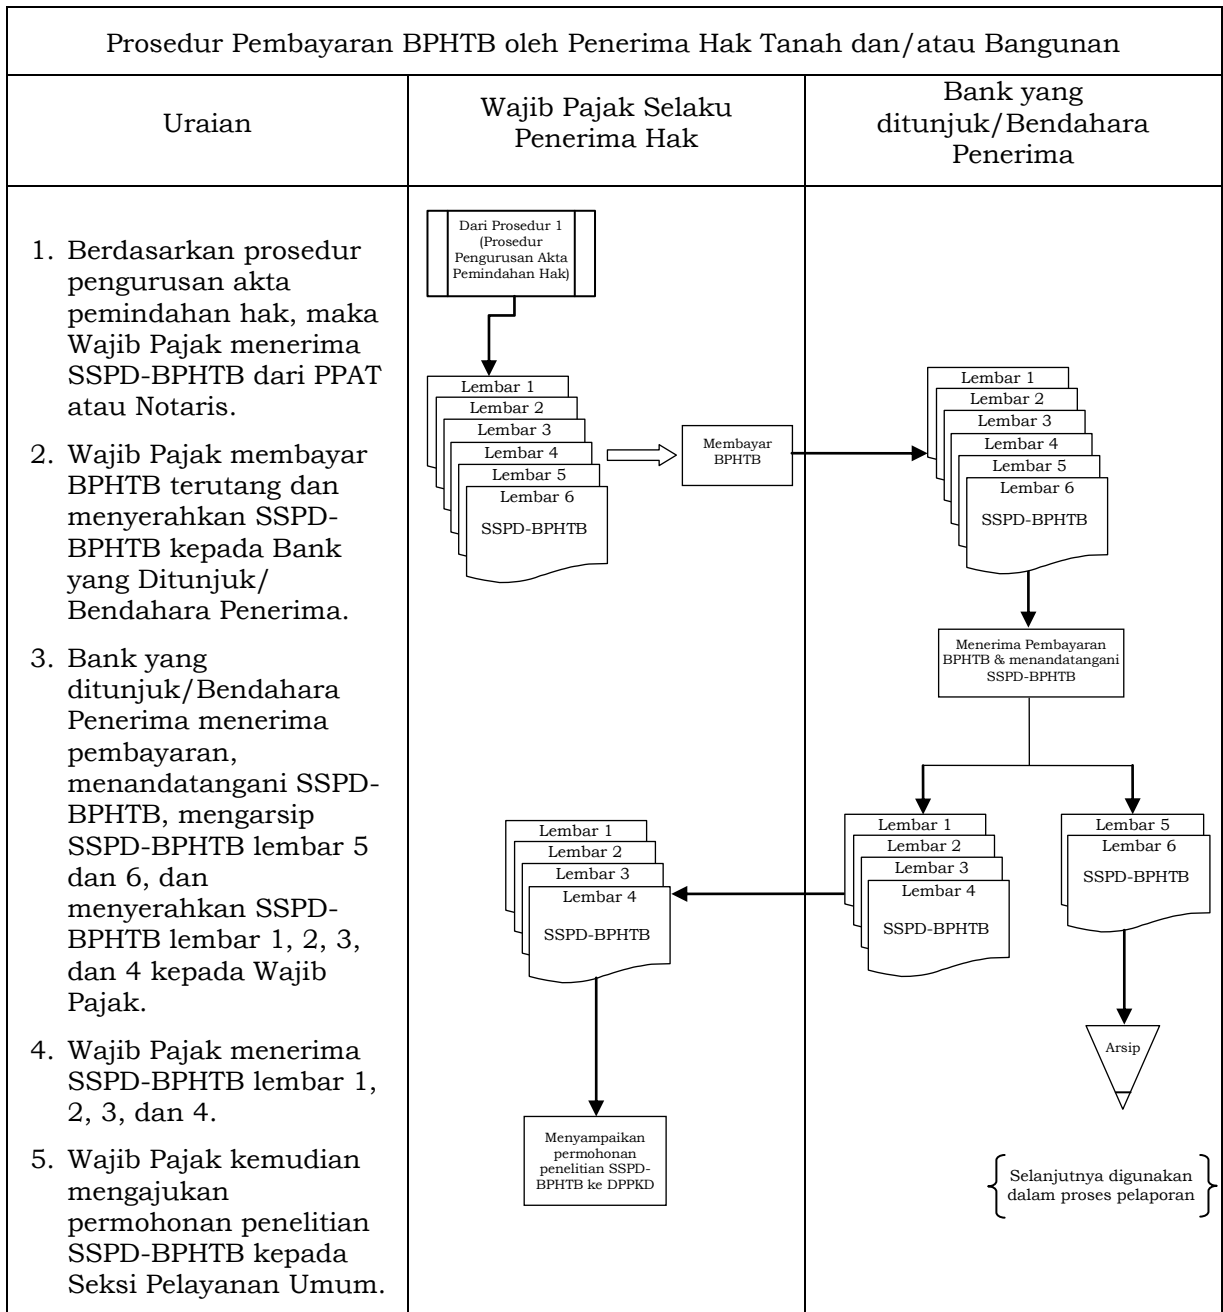 Prosedur Pembayaran BPHTB oleh Penerima Hak Tanah dan/atau Bangunan
Uraian
Wajib Pajak Selaku
Penerima Hak
Bank yang
ditunjuk/Bendahara
Penerima
1. Berdasarkan prosedur
pengurusan akta
pemindahan hak, maka
Wajib Pajak menerima
SSPD-BPHTB dari PPAT
atau Notaris.
2. Wajib Pajak membayar
BPHTB terutang dan
menyerahkan SSPD-
BPHTB kepada Bank
yang Ditunjuk/
Bendahara Penerima.
3. Bank yang
ditunjuk/Bendahara
Penerima menerima
pembayaran,
menandatangani SSPD-
BPHTB, mengarsip
SSPD-BPHTB lembar 5
dan 6, dan
menyerahkan SSPD-
BPHTB lembar 1, 2, 3,
dan 4 kepada Wajib
Pajak.
4. Wajib Pajak menerima
SSPD-BPHTB lembar 1,
2, 3, dan 4.
5. Wajib Pajak kemudian
mengajukan
permohonan penelitian
SSPD-BPHTB kepada
Seksi Pelayanan Umum.
Dari Prosedur 1
(Prosedur
Pengurusan Akta
Pemindahan Hak)
Lembar 1
Lembar 2
Lembar 3
Lembar 4
Lembar 5
Lembar 6
SSPD-BPHTB
Membayar
BPHTB
Lembar 1
Lembar 2
Lembar 3
Lembar 4
Lembar 5
Lembar 6
SSPD-BPHTB
Menerima Pembayaran
BPHTB & menandatangani
SSPD-BPHTB
Lembar 1
Lembar 2
Lembar 3
Lembar 4
SSPD-BPHTB
Lembar 5
Lembar 6
SSPD-BPHTB
Lembar 1
Lembar 2
Lembar 3
Lembar 4
SSPD-BPHTB
Arsip
Menyampaikan
permohonan
penelitian SSPD-
BPHTB ke DPPKD
Selanjutnya digunakan
dalam proses pelaporan